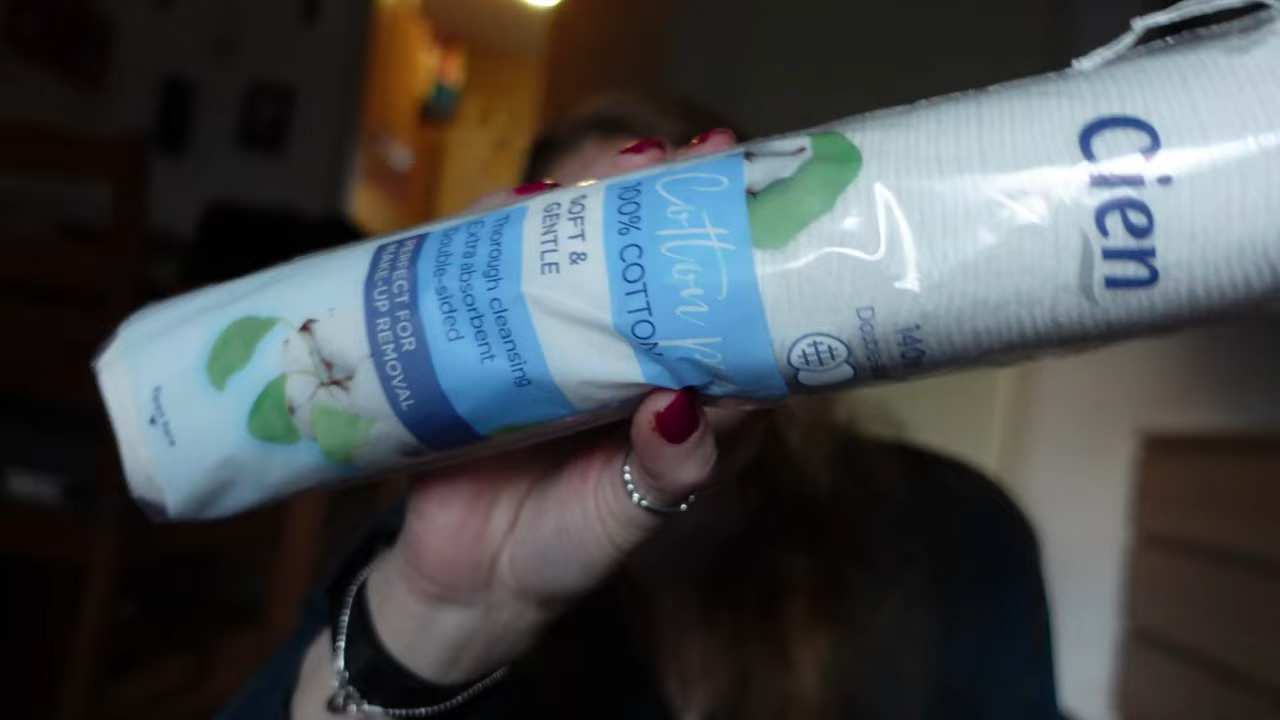 Cien
140
Cotton
100% COTTON
SOFT &
GENTLE
Thorough cleansing
Extra absorbent
Double-sided
PERFECT FOR
MAKE-UP REMOVAL